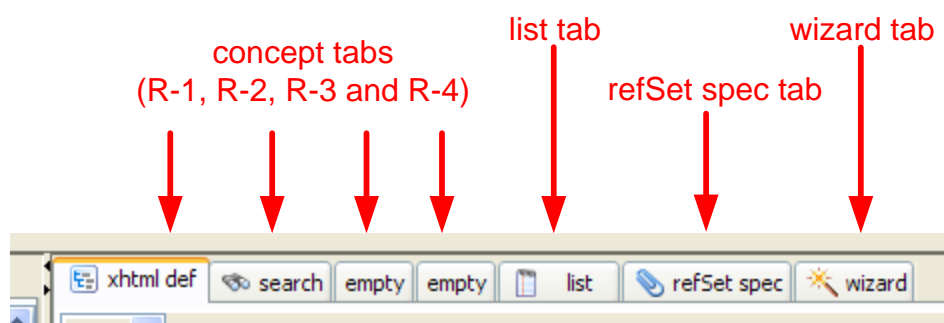 list tab
wizard tab
concept tabs
(R-1, R-2, R-3 and R-4)
refSet spec tab
xhtml def
search
empty
empty
list
refSet spec
wizard